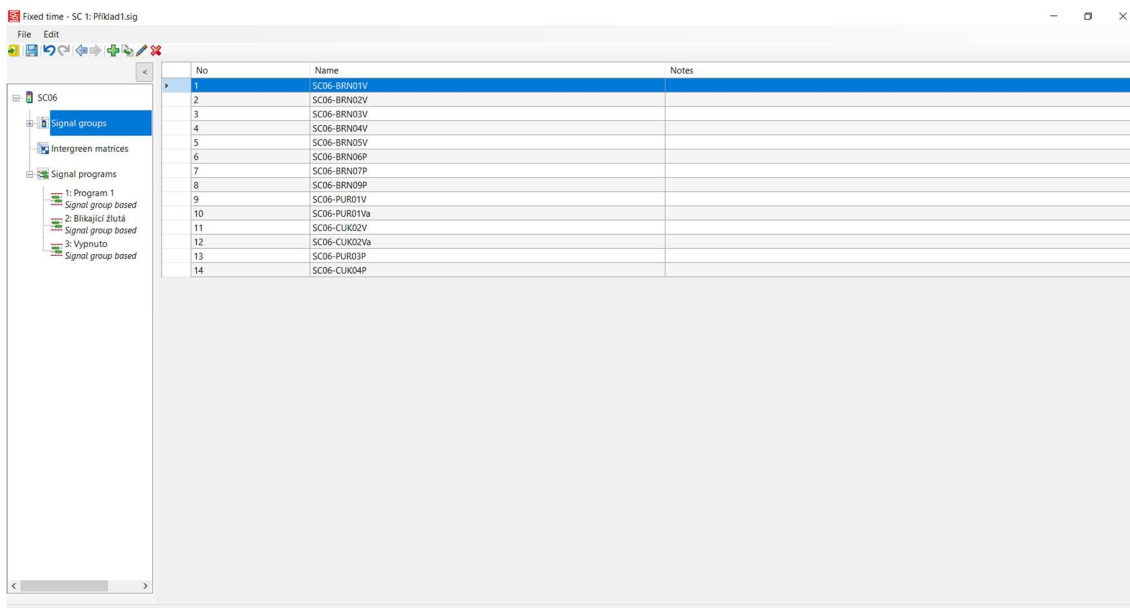 Fixed time - SC 1: Příklad1.sig
File Edit
<
No Name Notes
SC06
Signal groups
Intergreen matrices
Signal programs
1: Program 1
Signal group based
2: Blikající žlutá
Signal group based
3: Vypnuto
Signal group based
1 SC06-BRN01V
2 SC06-BRN02V
3 SC06-BRN03V
4 SC06-BRN04V
5 SC06-BRN05V
6 SC06-BRN06P
7 SC06-BRN07P
8 SC06-BRN09P
9 SC06-PUR01V
10 SC06-PUR01Va
11 SC06-CUK02V
12 SC06-CUK02Va
13 SC06-PUR03P
14 SC06-CUK04P